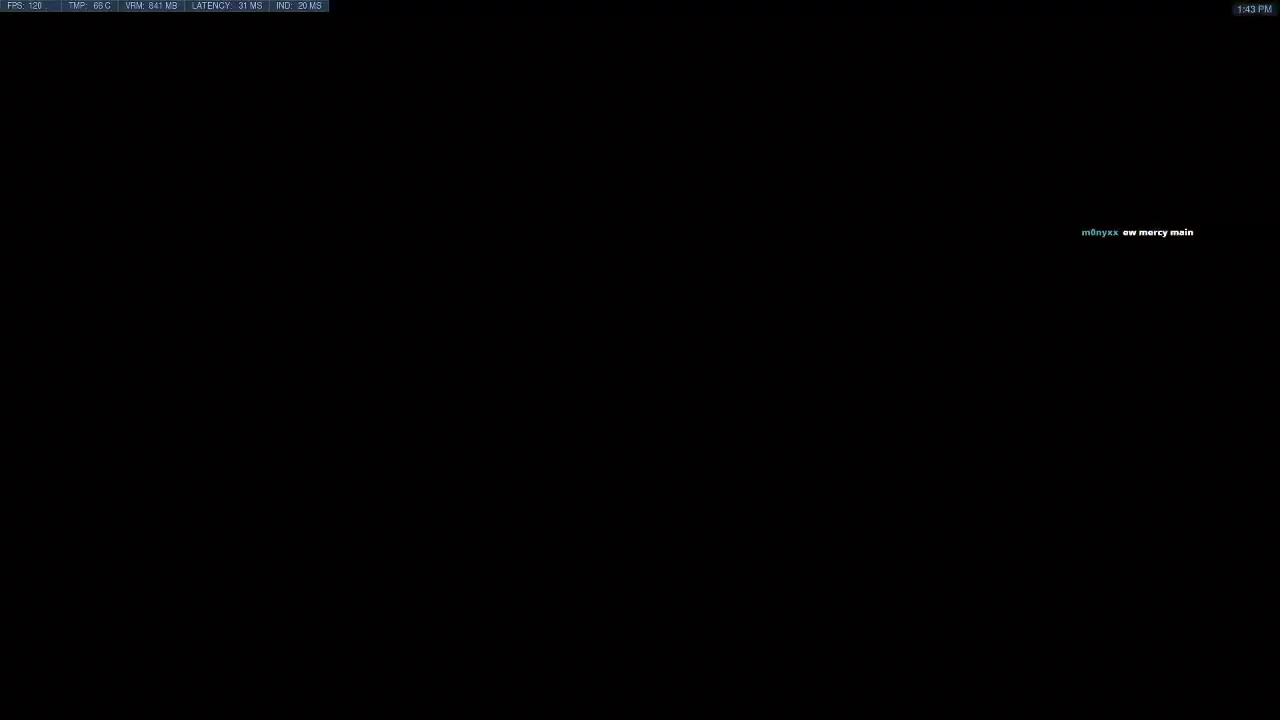 FPS: 120 TMP: 66 C VRM: 841 MB LATENCY: 31 MS IND: 20 MS
1:43 PM
m0nyxx ew mercy main